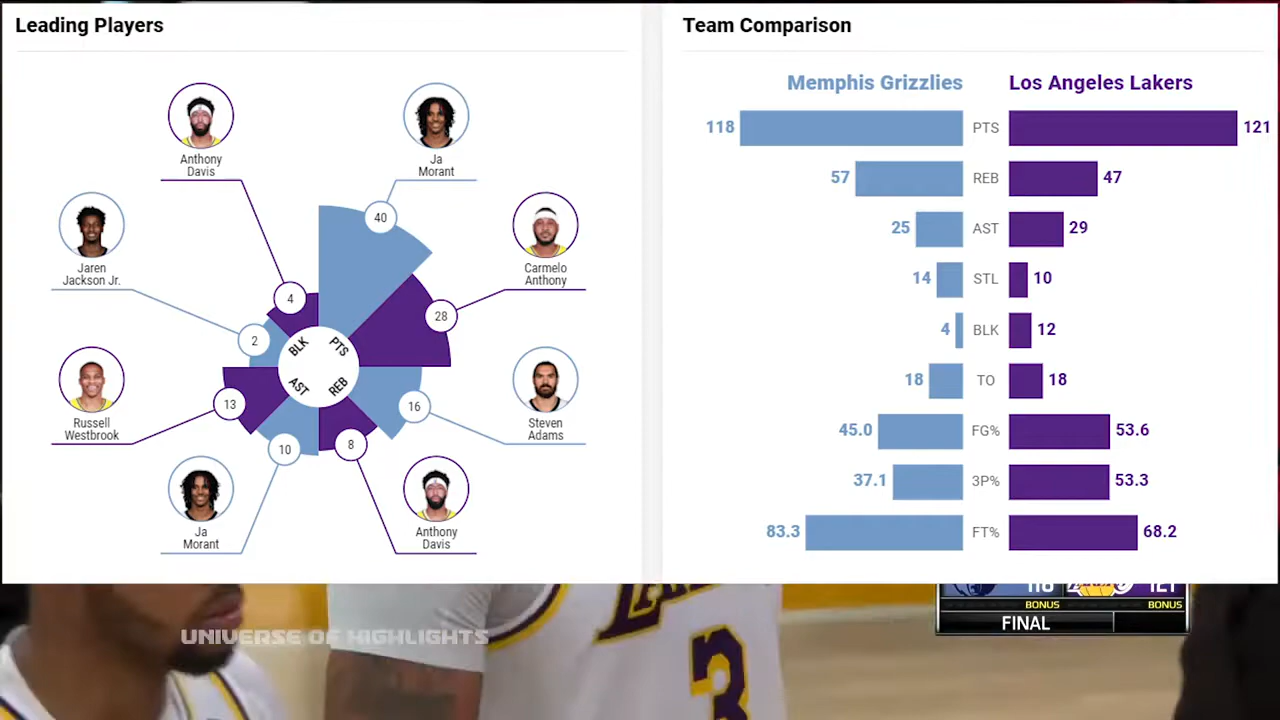 Leading Players
Anthony
Davis
Ja
Morant
Jaren
Jackson Jr.
Carmelo
Anthony
Russell
Westbrook
Steven
Adams
Ja
Morant
Anthony
Davis
40
28
16
8
10
13
2
4
PTS
REB
AST
BLK
Team Comparison
Memphis Grizzlies Los Angeles Lakers
118 PTS 121
57 REB 47
25 AST 29
14 STL 10
4 BLK 12
18 TO 18
45.0 FG% 53.6
37.1 3P% 53.3
83.3 FT% 68.2
118 121
BONUS BONUS
FINAL
UNIVERSE OF HIGHLIGHTS
3